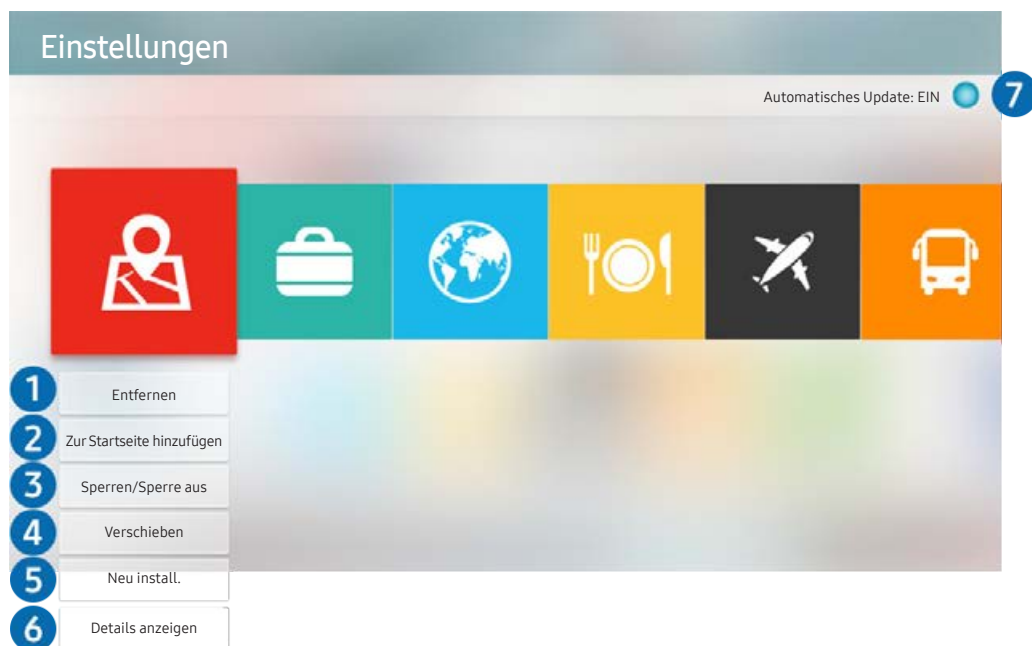 Einstellungen
Automatisches Update: EIN
7
1
Entfernen
2
Zur Startseite hinzufügen
3
Sperren/Sperre aus
4
Verschieben
5
Neu install.
6
Details anzeigen